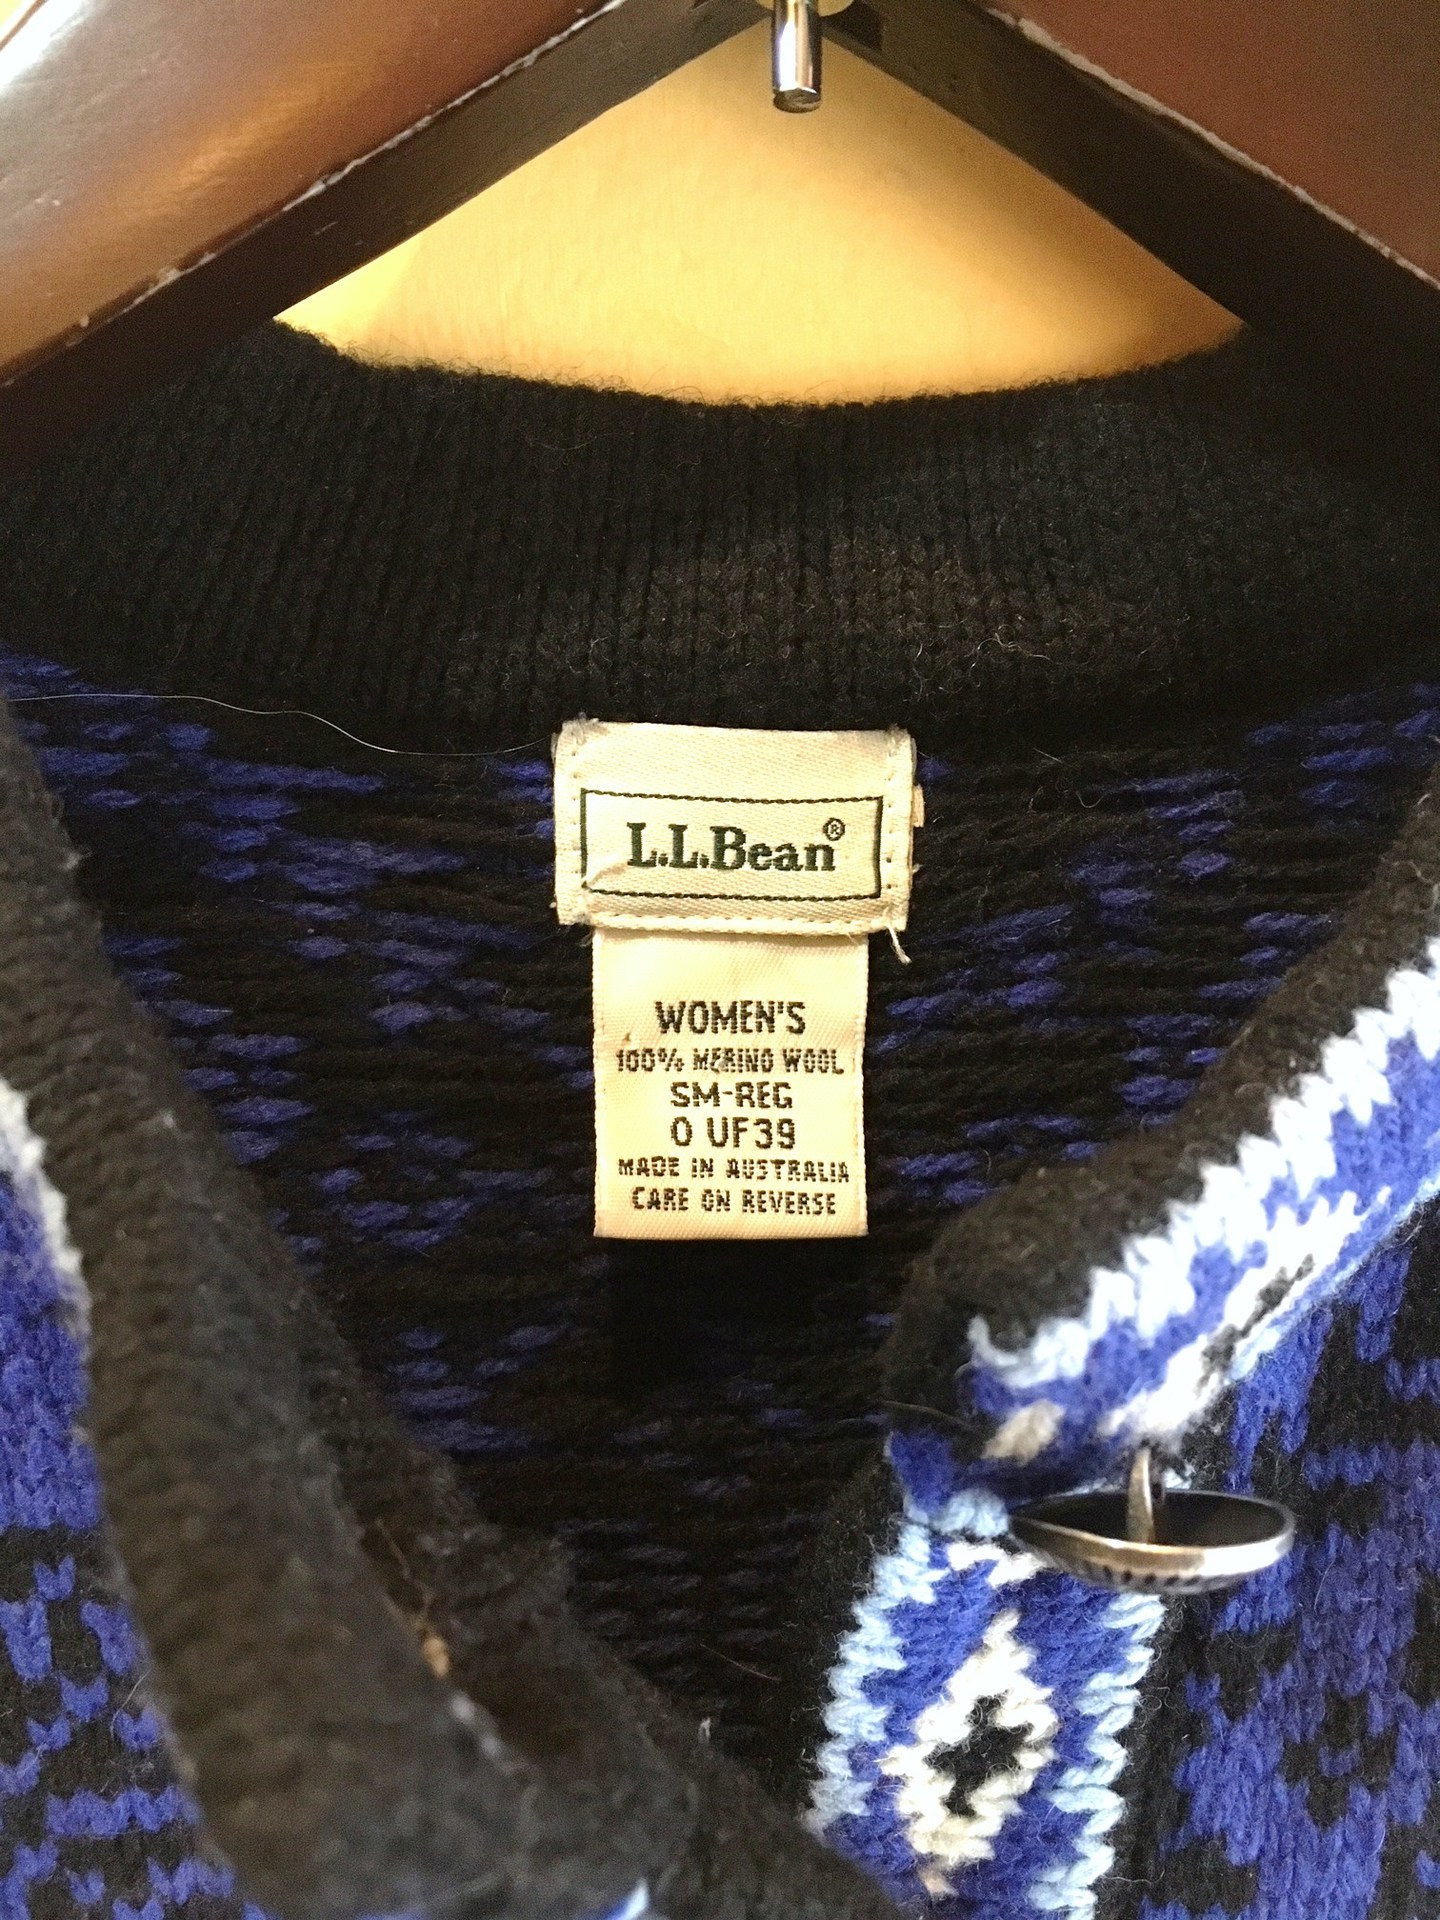 L.L.Bean®
WOMEN'S
100% MERINO WOOL
SM-REG
0 UF39
MADE IN AUSTRALIA
CARE ON REVERSE